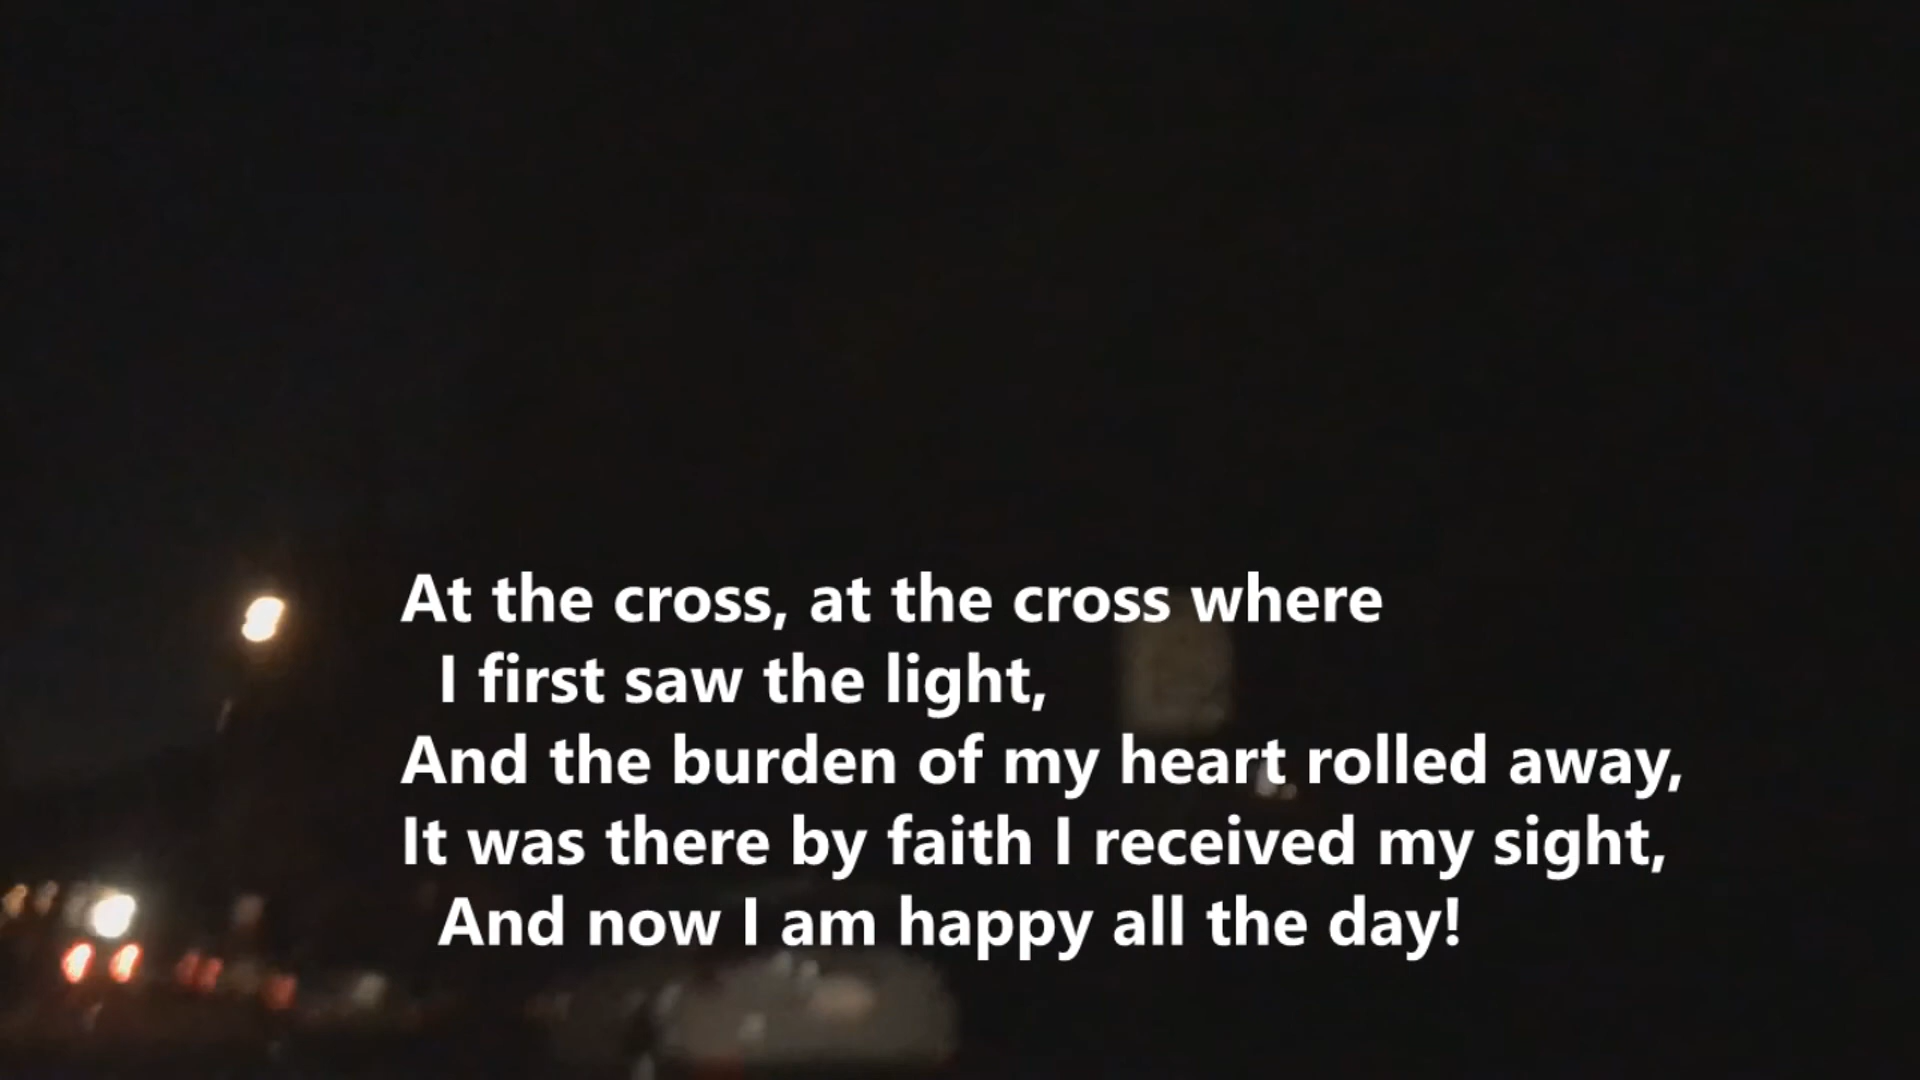 At the cross, at the cross where
I first saw the light,
And the burden of my heart rolled away,
It was there by faith I received my sight,
And now I am happy all the day!